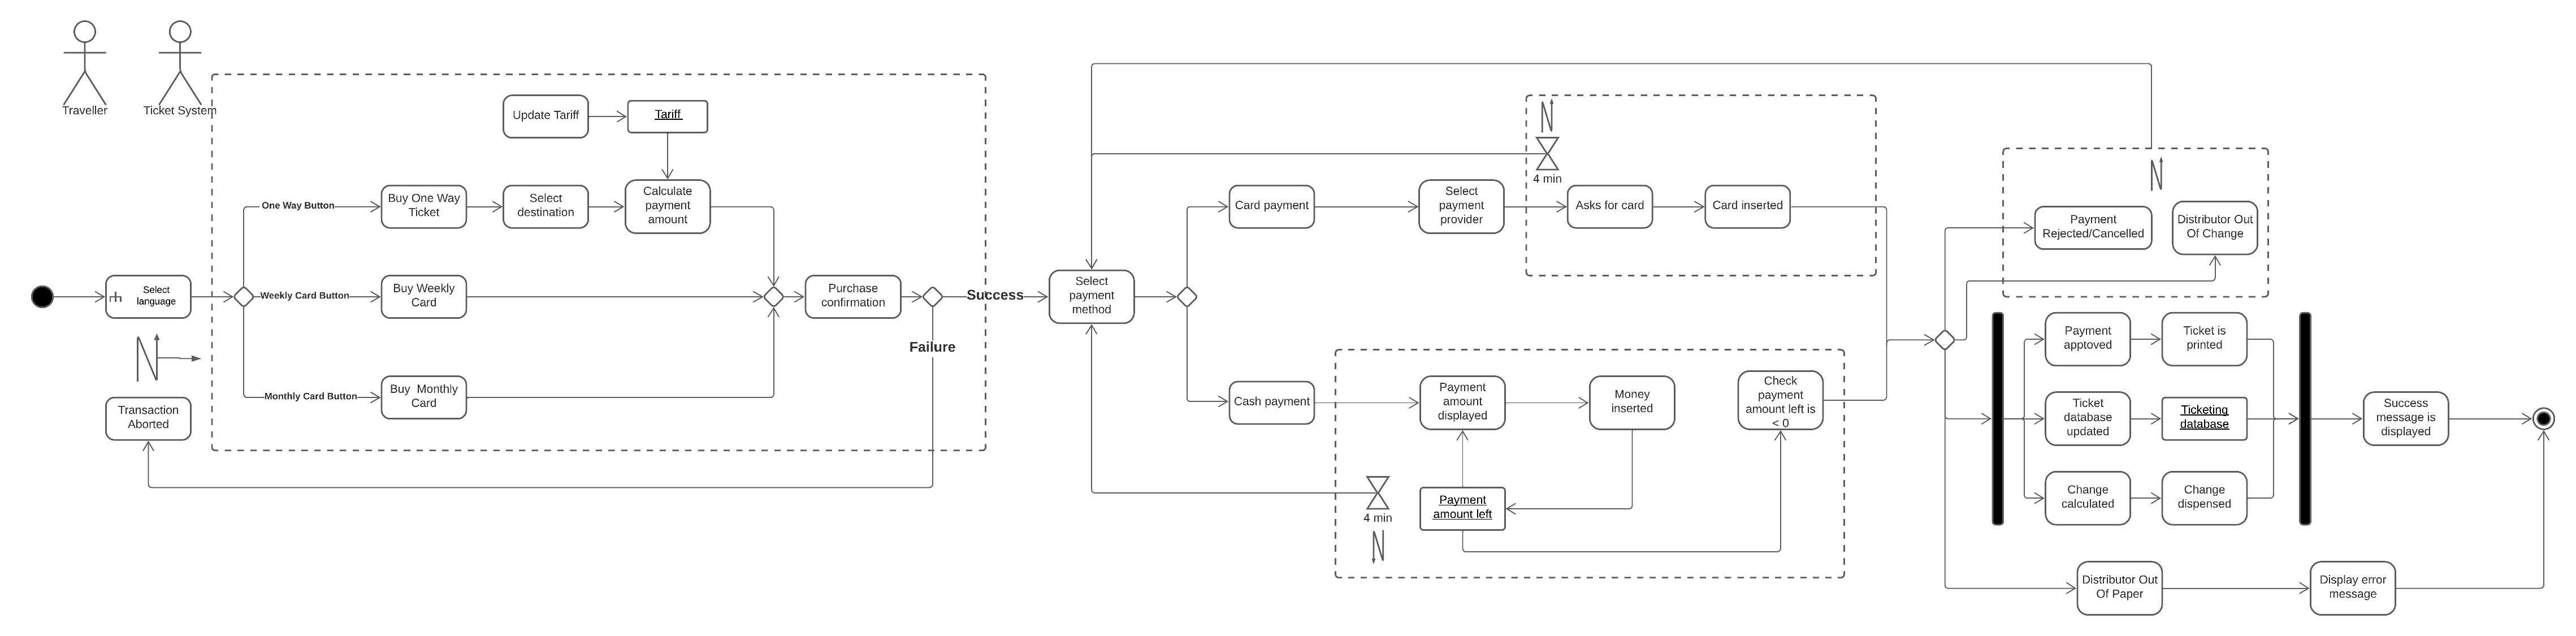 Traveller
Ticket System
Update Tariff
Tariff
Calculate
payment
amount
One Way Button
Buy One Way
Ticket
Select
destination
Select
language
Weekly Card Button
Buy Weekly
Card
Purchase
confirmation
Success
Failure
Monthly Card Button
Buy Monthly
Card
Transaction
Aborted
Select
payment
method
4 min
Card payment
Select
payment
provider
Asks for card
Card inserted
Cash payment
Payment
amount
displayed
Money
inserted
Check
payment
amount left is
< 0
Payment
amount left
4 min
Payment
Rejected/Cancelled
Distributor Out
Of Change
Payment
apptoved
Ticket is
printed
Ticket
database
updated
Ticketing
database
Change
calculated
Change
dispensed
Success
message is
displayed
Distributor Out
Of Paper
Display error
message